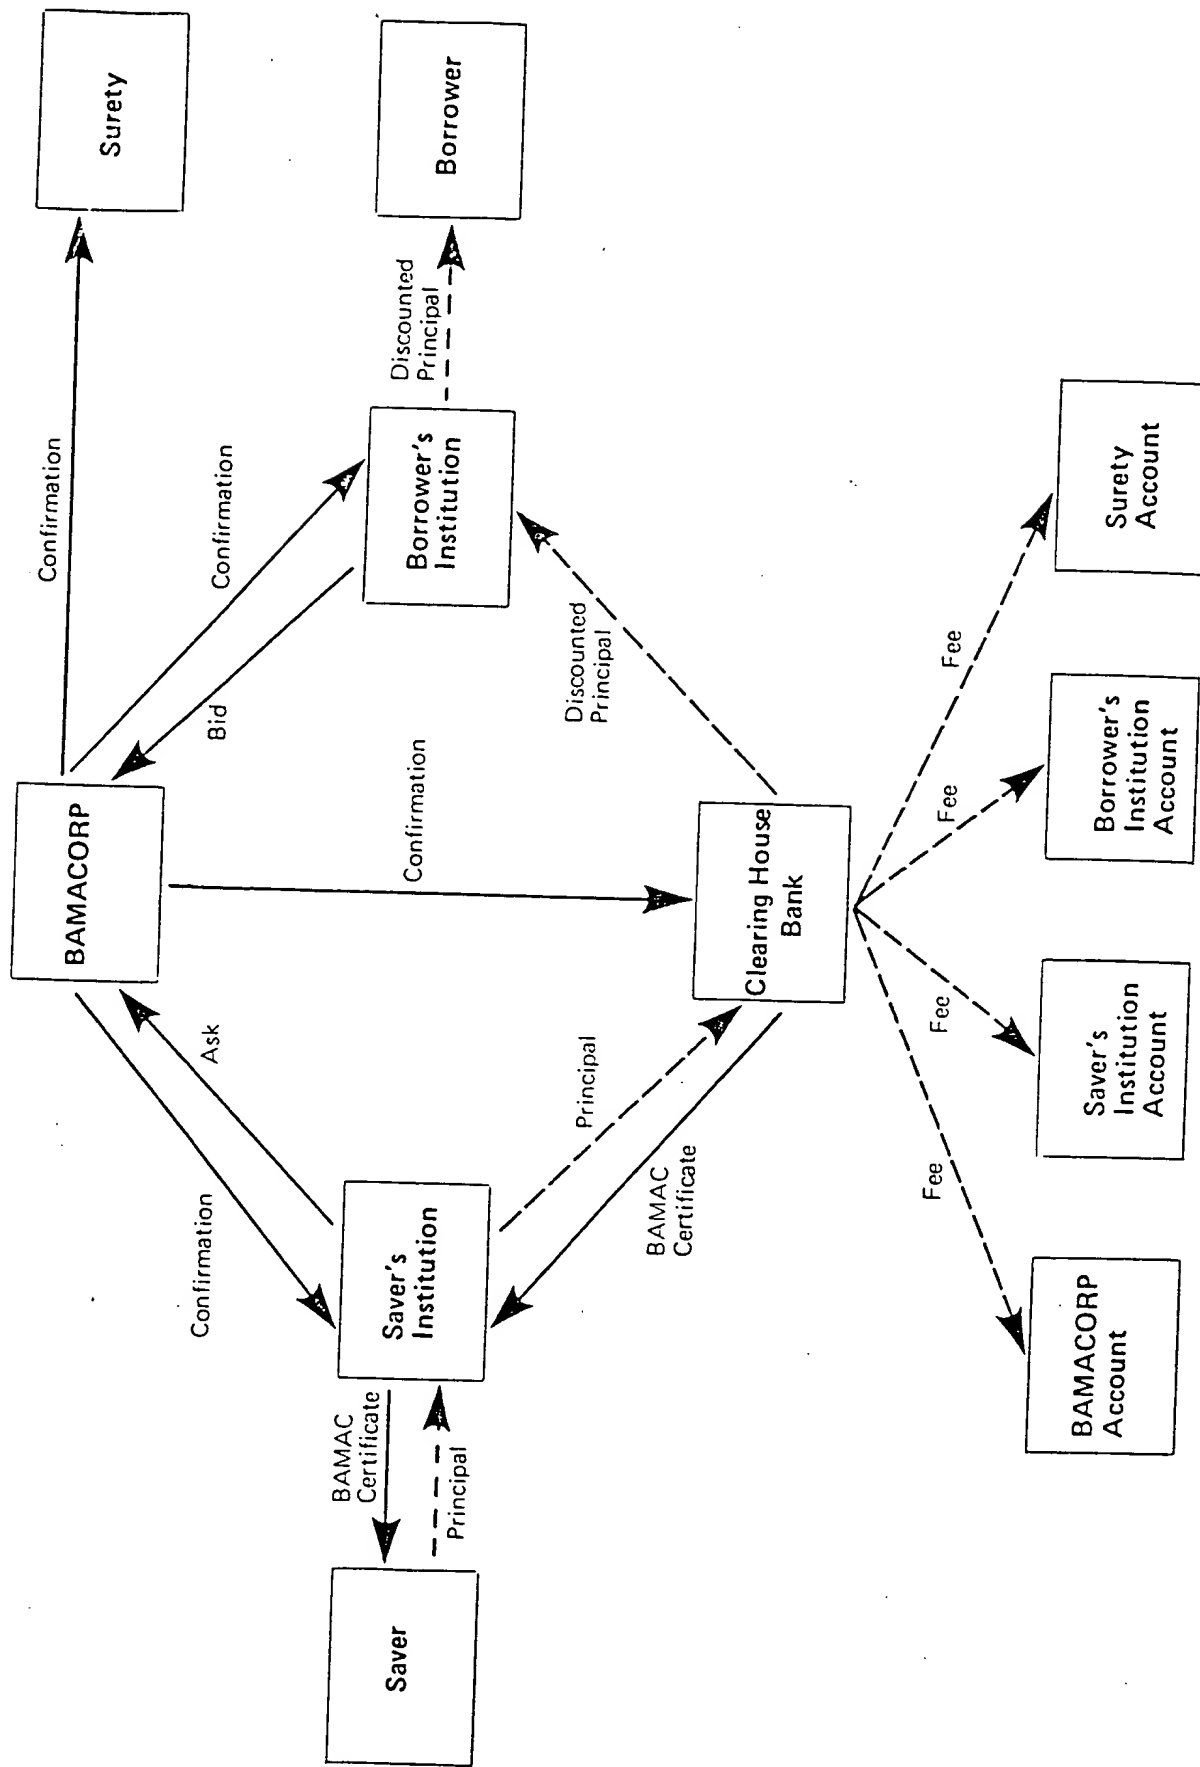 Surety
Confirmation
BAMACORP
Confirmation
Bid
Ask
Confirmation
Borrower
Discounted
Principal
Borrower's
Institution
Confirmation
Saver's
Institution
BAMAC
Certificate
Principal
Saver
Discounted
Principal
Principal
BAMAC
Certificate
Clearing House
Bank
Fee
Fee
Fee
Fee
BAMACORP
Account
Saver's
Institution
Account
Borrower's
Institution
Account
Surety
Account